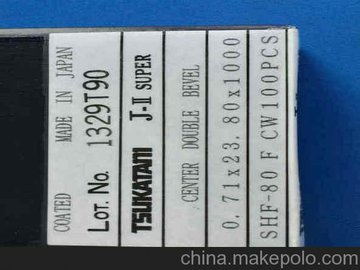 COATED MADE IN JAPAN
LOT. No. 1329T90
TSUKATANI J-II SUPER
CENTER DOUBLE BEVEL
0.71x23.80x1000
SHF-80 F CW100PCS
china.makepolo.com